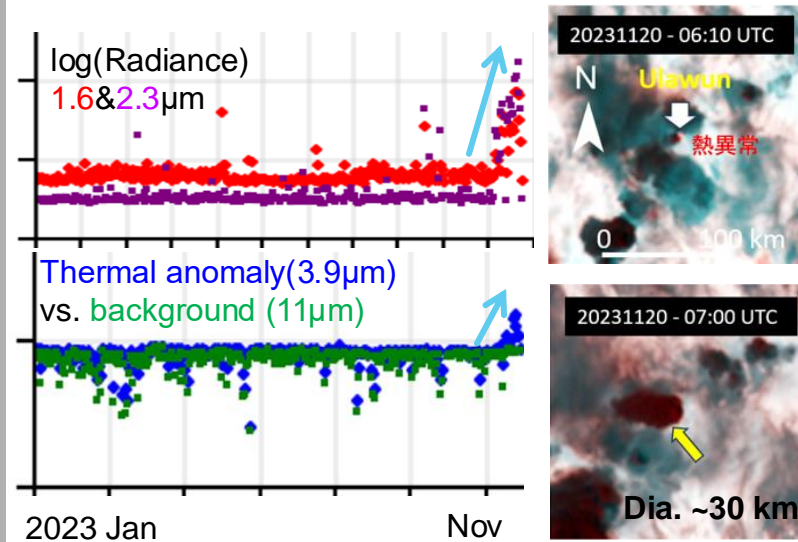 log(Radiance)
1.6&2.3µm
Thermal anomaly(3.9µm)
vs. background (11µm)
2023 Jan
Nov
20231120 - 06:10 UTC
N
Ulawun
熱異常
0
100 km
20231120 - 07:00 UTC
Dia. ~30 km